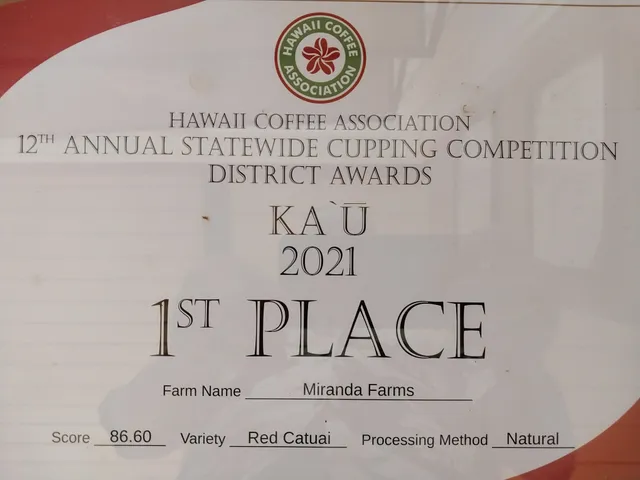 HAWAII COFFEE
ASSOCIATION
HAWAII COFFEE ASSOCIATION
12TH ANNUAL STATEWIDE CUPPING COMPETITION
DISTRICT AWARDS
KA`Ū
2021
1ST PLACE
Farm Name Miranda Farms
Score 86.60 Variety Red Catuai Processing Method Natural